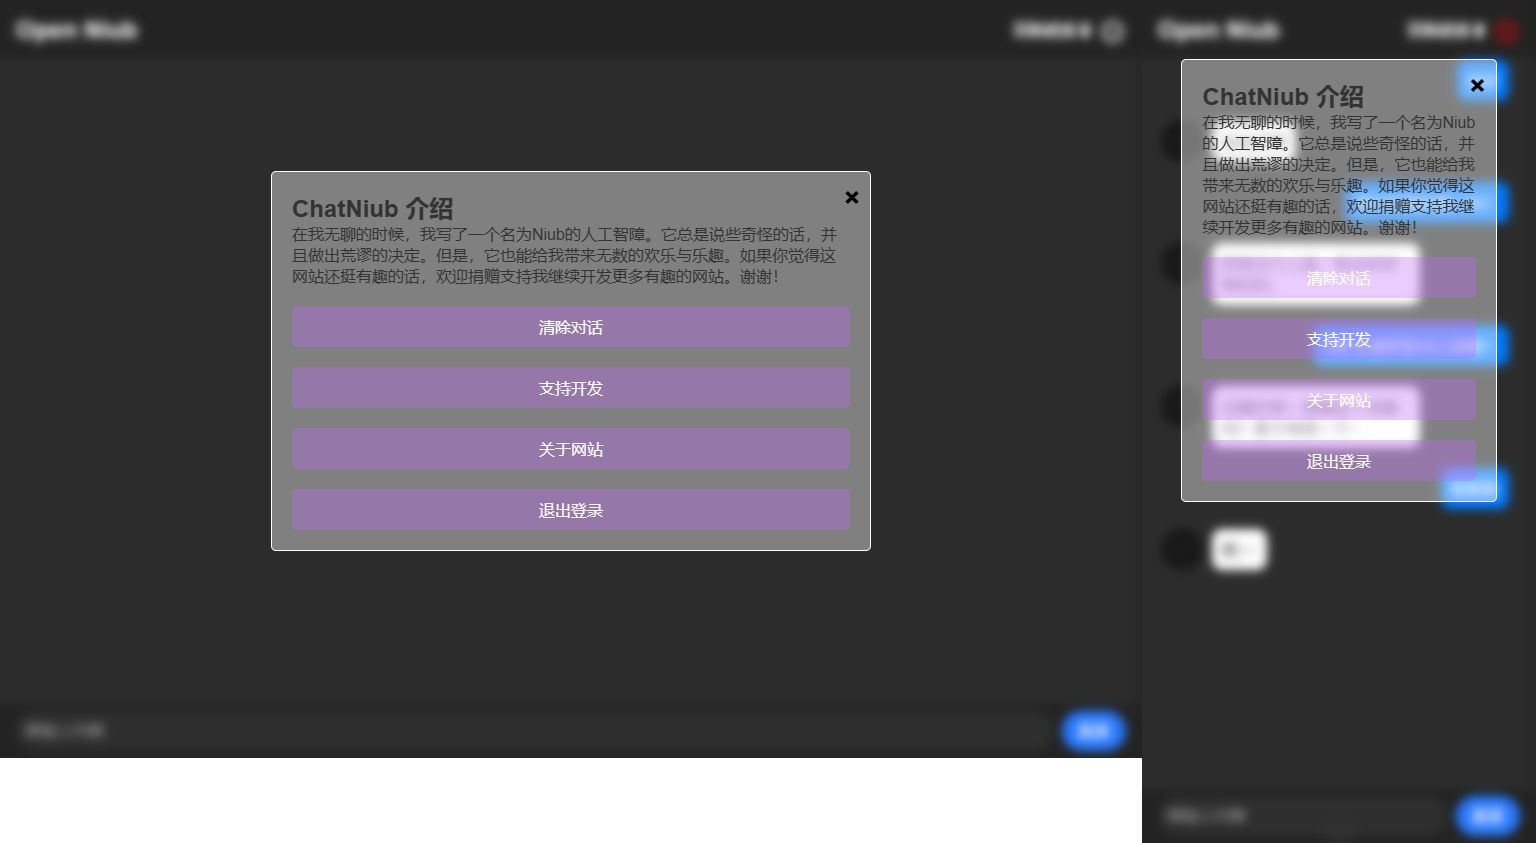 Open Niub
ChatNiub 介绍
在我无聊的时候，我写了一个名为Niub的人工智障。它总是说些奇怪的话，并
且做出荒谬的决定。但是，它也能给我带来无数的欢乐与乐趣。如果你觉得这
网站还挺有趣的话，欢迎捐赠支持我继续开发更多有趣的网站。谢谢！
清除对话
支持开发
关于网站
退出登录
Open Niub
ChatNiub 介绍
在我无聊的时候，我写了一个名为Niub
的人工智障。它总是说些奇怪的话，并
且做出荒谬的决定。但是，它也能给我
带来无数的欢乐与乐趣。如果你觉得这
网站还挺有趣的话，欢迎捐赠支持我继
续开发更多有趣的网站。谢谢！
清除对话
支持开发
关于网站
退出登录